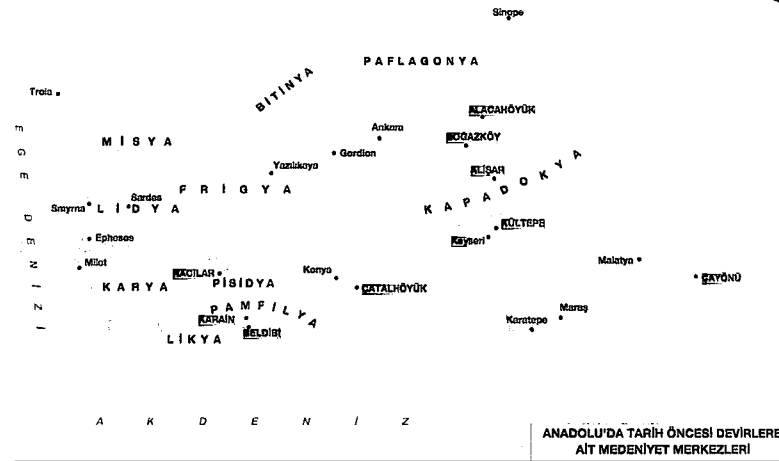 Sinope
PAFLAGONYA
BİTİNYA
Troia
ALACAHÖYÜK
Ankara
BOĞAZKÖY
MİSYA
Gordion
Yazılıkaya
ALİŞAR
KAPADOKYA
FRİGYA
EGE DENİZİ
Sardes
Smyrna
LİDYA
KÜLTEPE
Kayseri
Ephesos
Malatya
Milet
HACILAR
Konya
ÇAYÖNÜ
PİSİDYA
KARYA
ÇATALHÖYÜK
PAMFİLYA
Maraş
KARAİN
Karatepe
BELDİBİ
LİKYA
AKDENİZ
ANADOLU'DA TARİH ÖNCESİ DEVİRLERE
AİT MEDENİYET MERKEZLERİ